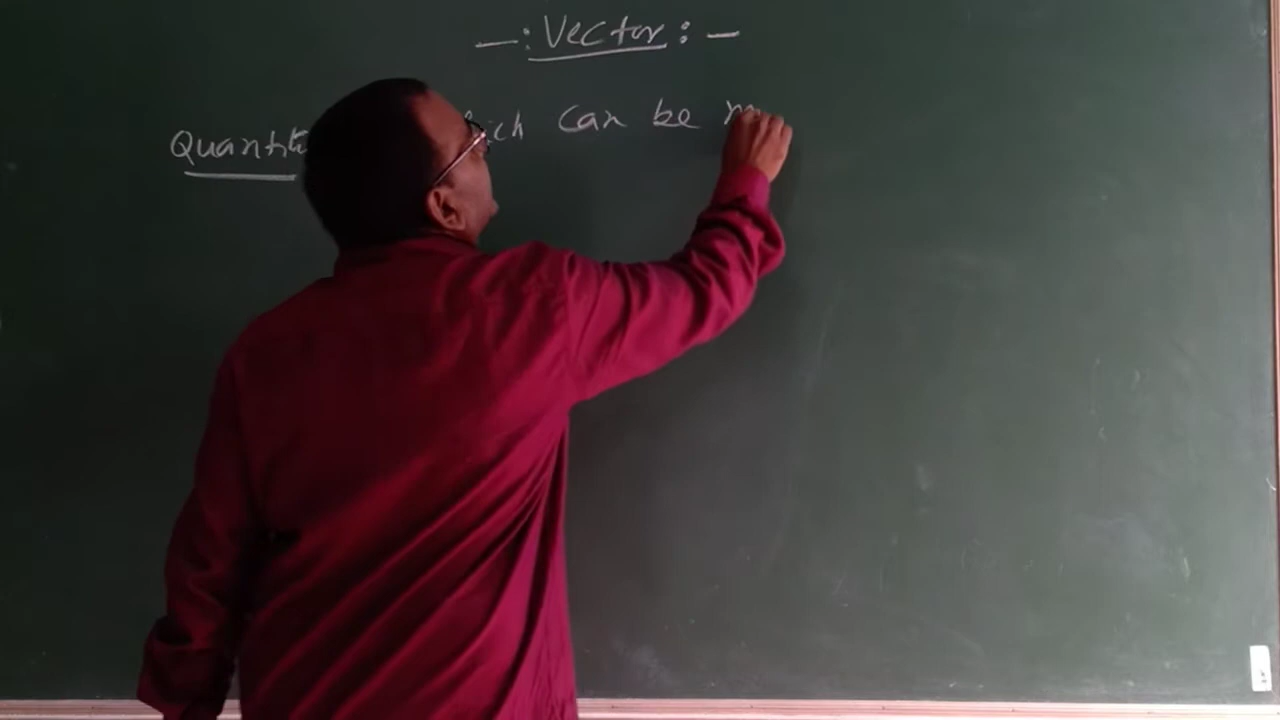 —: Vector :—
Quantit ich can be m